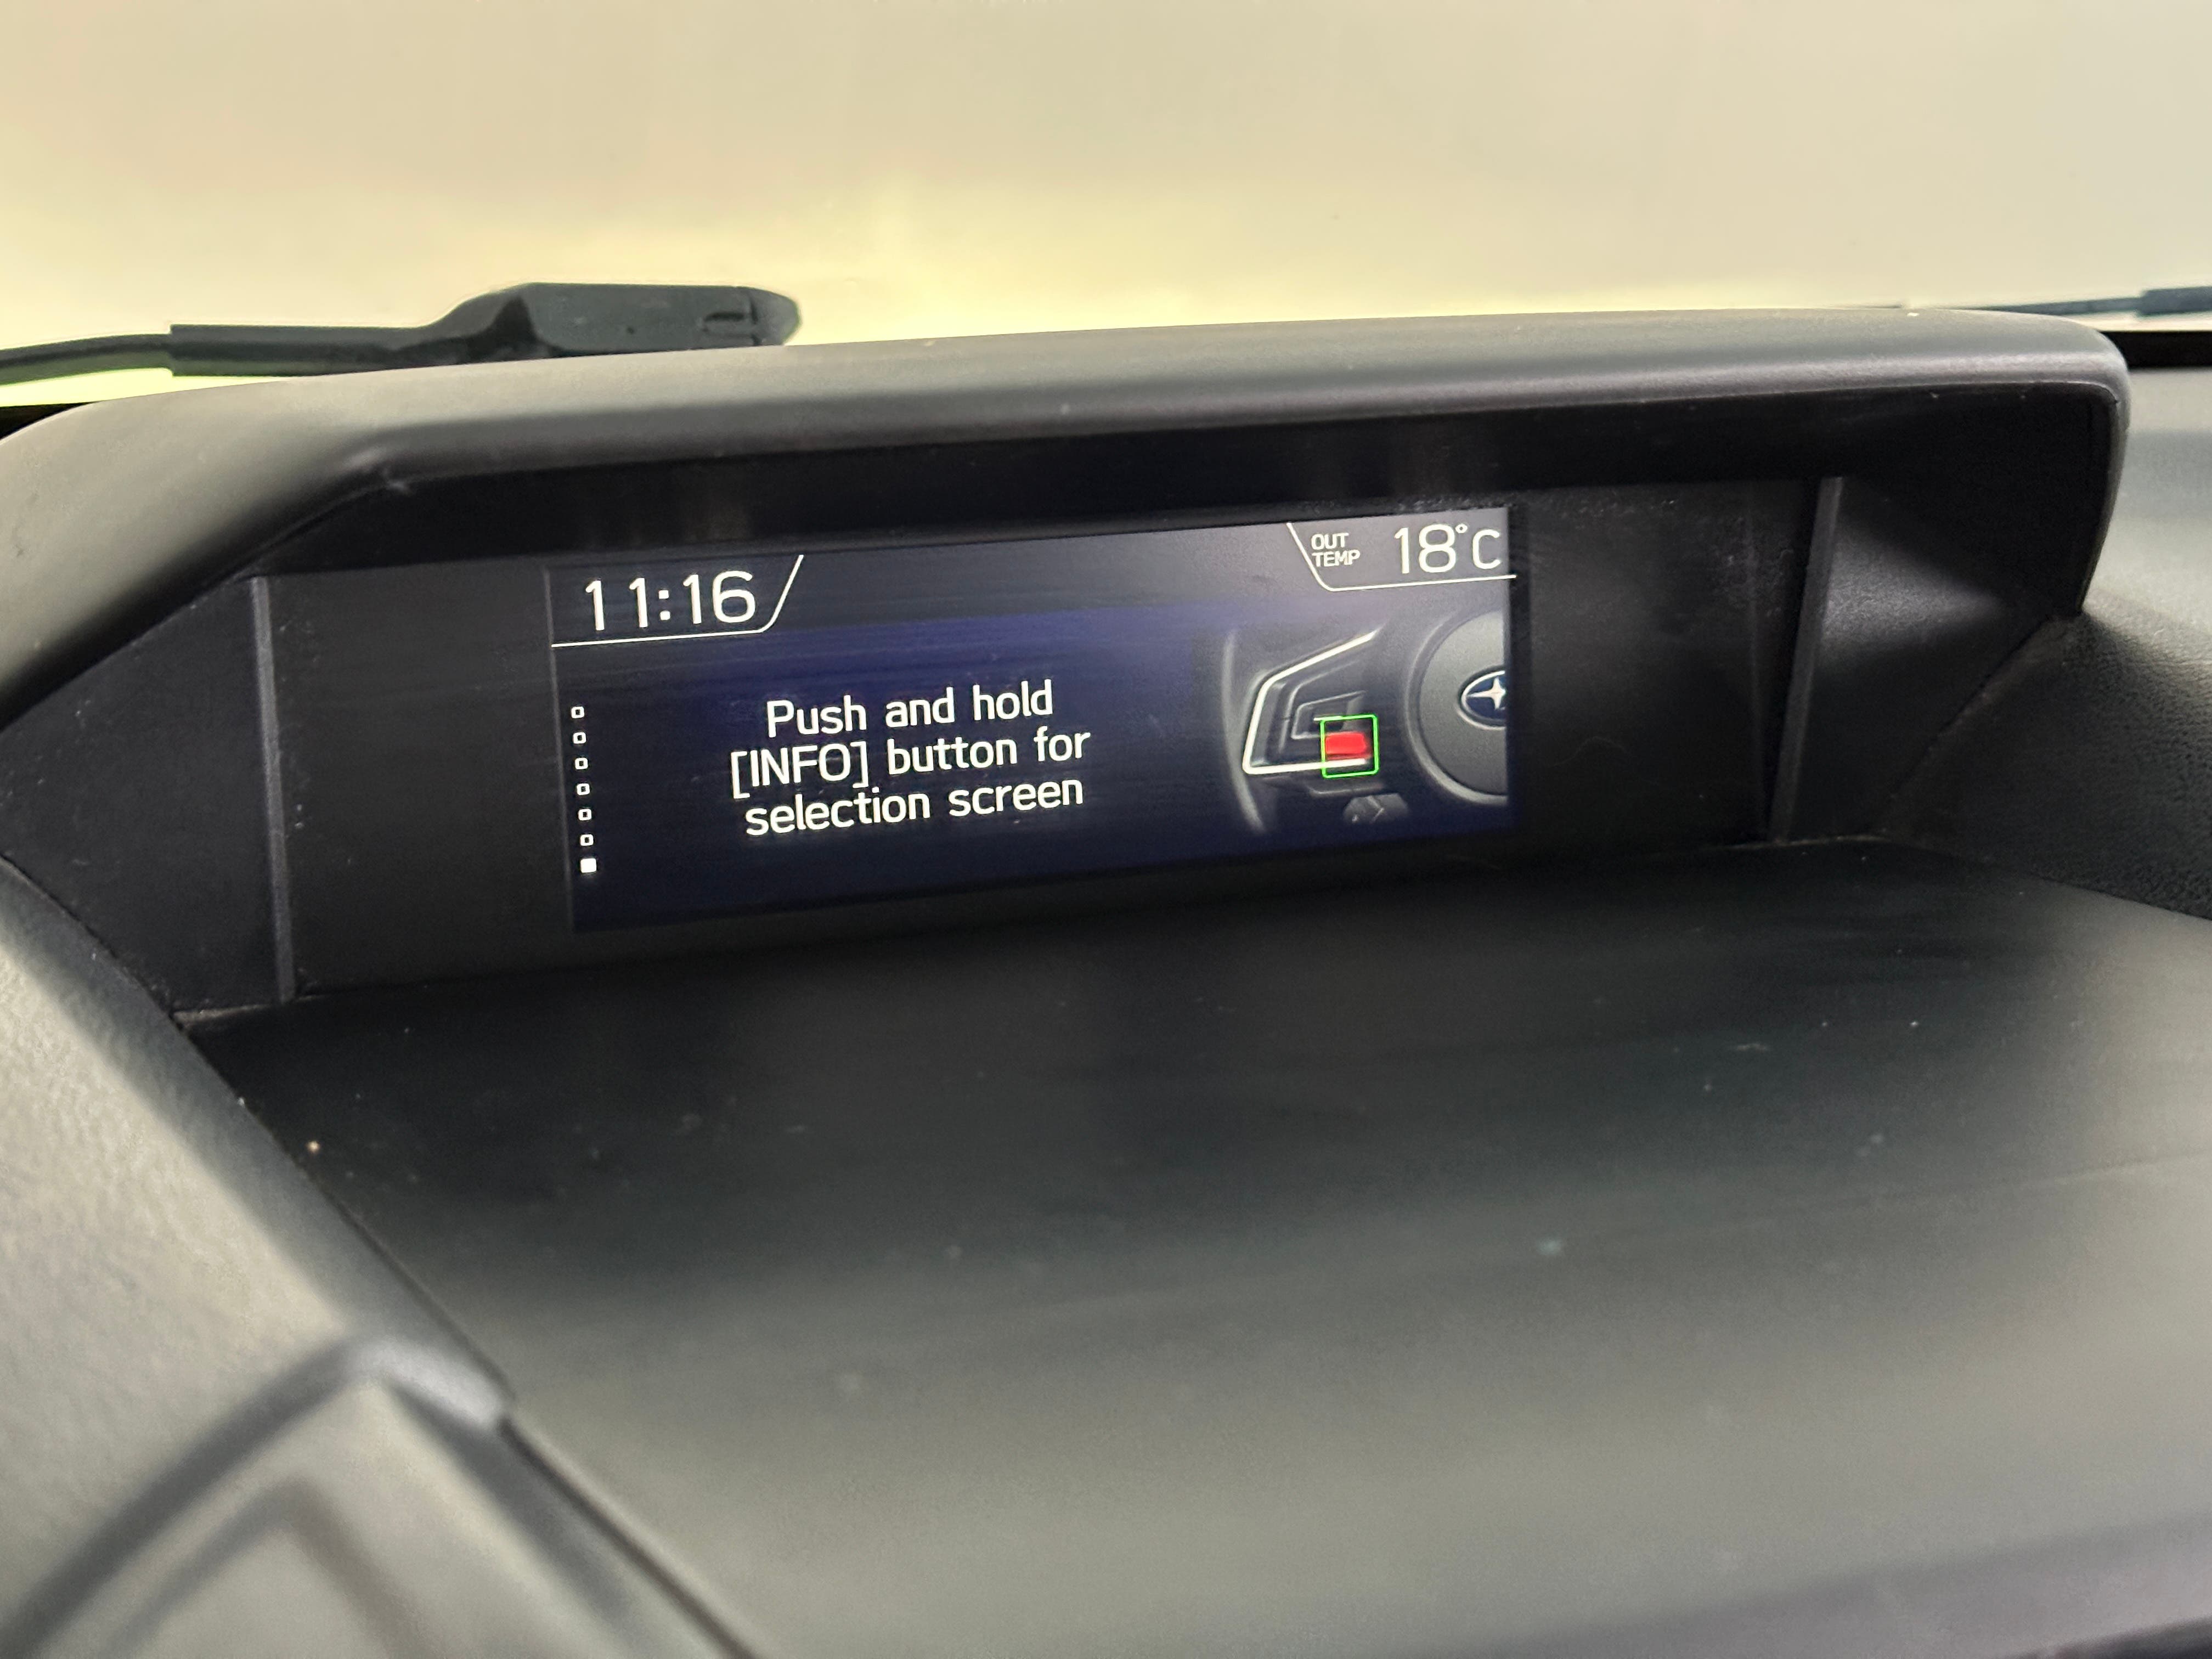 11:16
OUT
TEMP
18°C
Push and hold
[INFO] button for
selection screen